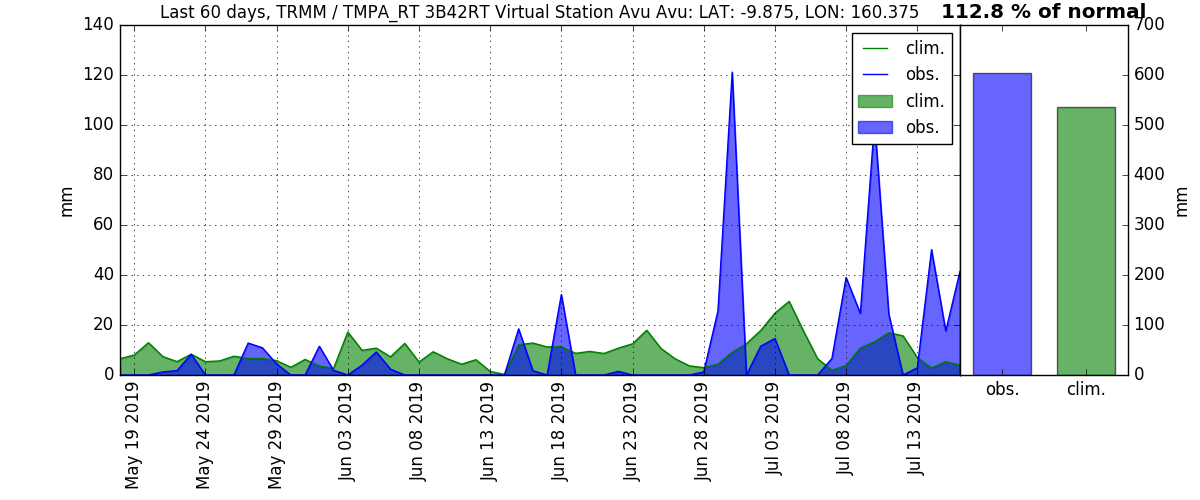 Last 60 days, TRMM / TMPA_RT 3B42RT Virtual Station Avu Avu: LAT: -9.875, LON: 160.375
112.8 % of normal
140
120
100
80
60
40
20
0
mm
clim.
obs.
clim.
obs.
700
600
500
400
300
200
100
0
mm
May 19 2019
May 24 2019
May 29 2019
Jun 03 2019
Jun 08 2019
Jun 13 2019
Jun 18 2019
Jun 23 2019
Jun 28 2019
Jul 03 2019
Jul 08 2019
Jul 13 2019
obs.
clim.